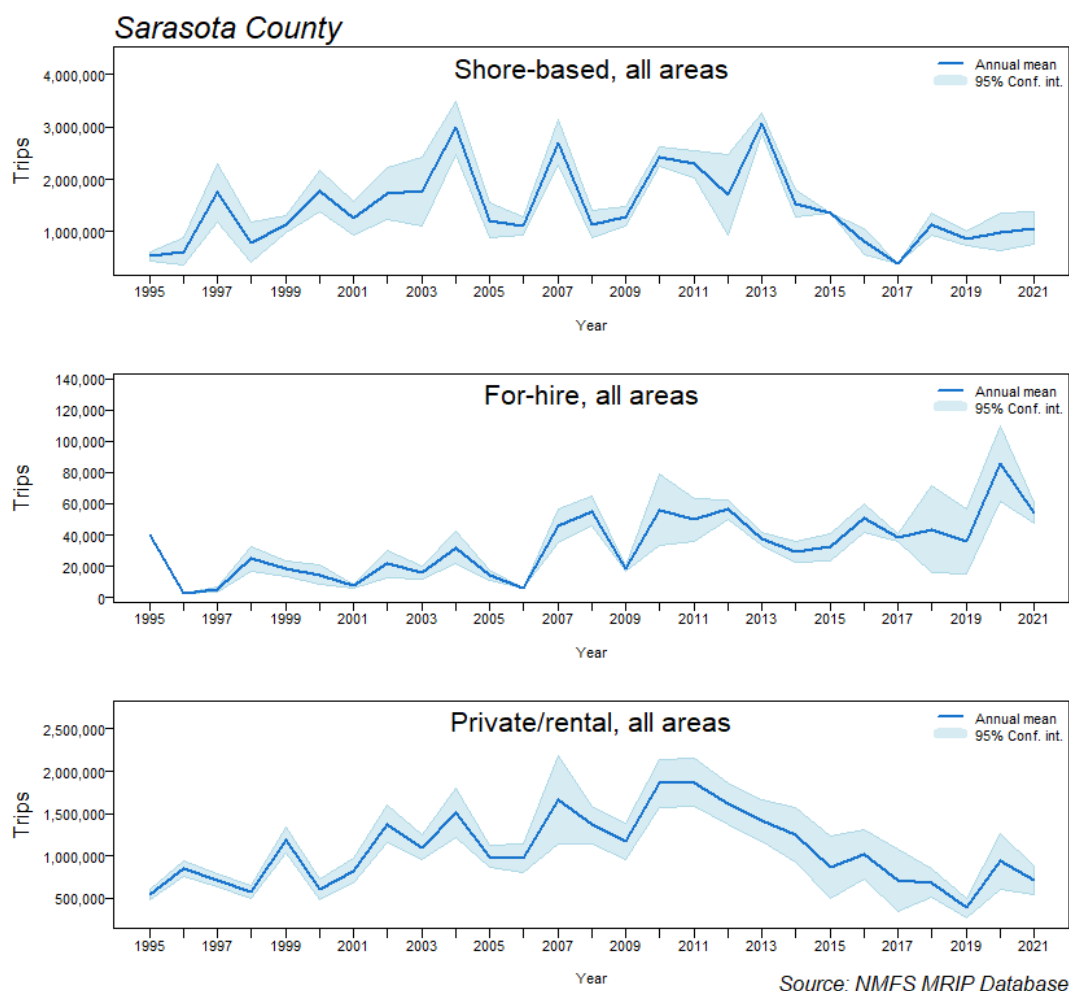 Sarasota County
Shore-based, all areas
Annual mean
95% Conf. int.
Trips
4,000,000
3,000,000
2,000,000
1,000,000
1995 1997 1999 2001 2003 2005 2007 2009 2011 2013 2015 2017 2019 2021
Year
For-hire, all areas
Annual mean
95% Conf. int.
Trips
140,000
120,000
100,000
80,000
60,000
40,000
20,000
0
1995 1997 1999 2001 2003 2005 2007 2009 2011 2013 2015 2017 2019 2021
Year
Private/rental, all areas
Annual mean
95% Conf. int.
Trips
2,500,000
2,000,000
1,500,000
1,000,000
500,000
1995 1997 1999 2001 2003 2005 2007 2009 2011 2013 2015 2017 2019 2021
Year
Source: NMFS MRIP Database